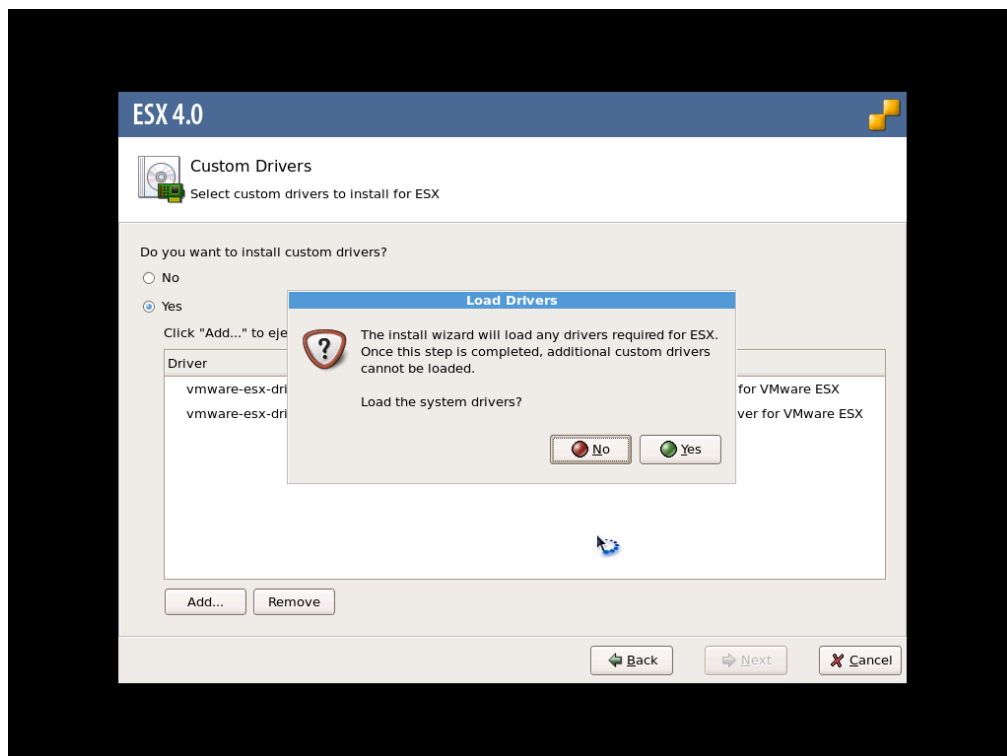 ESX 4.0
Custom Drivers
Select custom drivers to install for ESX
Do you want to install custom drivers?
No
Yes
Click "Add..." to eje
Load Drivers
The install wizard will load any drivers required for ESX.
Once this step is completed, additional custom drivers
cannot be loaded.
Load the system drivers?
No
Yes
Driver
vmware-esx-dri
for VMware ESX
vmware-esx-dri
ver for VMware ESX
Add...
Remove
Back
Next
Cancel